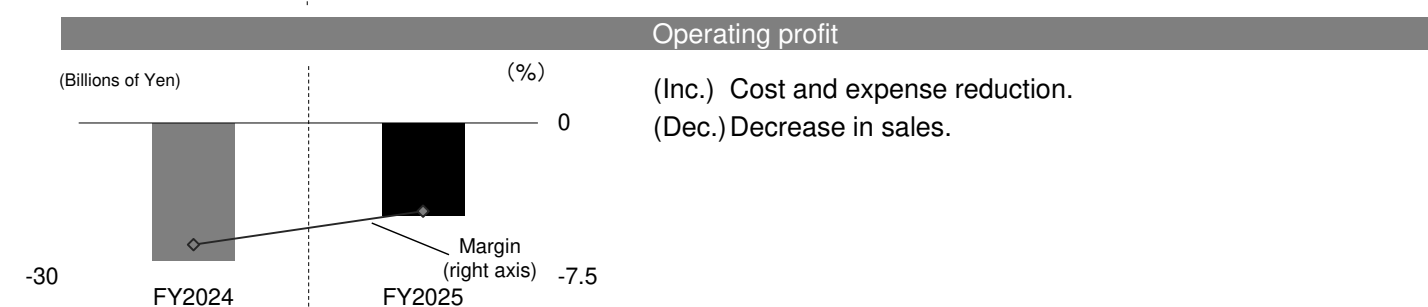 Operating profit
(Billions of Yen)
(%)
(Inc.) Cost and expense reduction.
(Dec.) Decrease in sales.
0
Margin
(right axis)
-30
-7.5
FY2024
FY2025